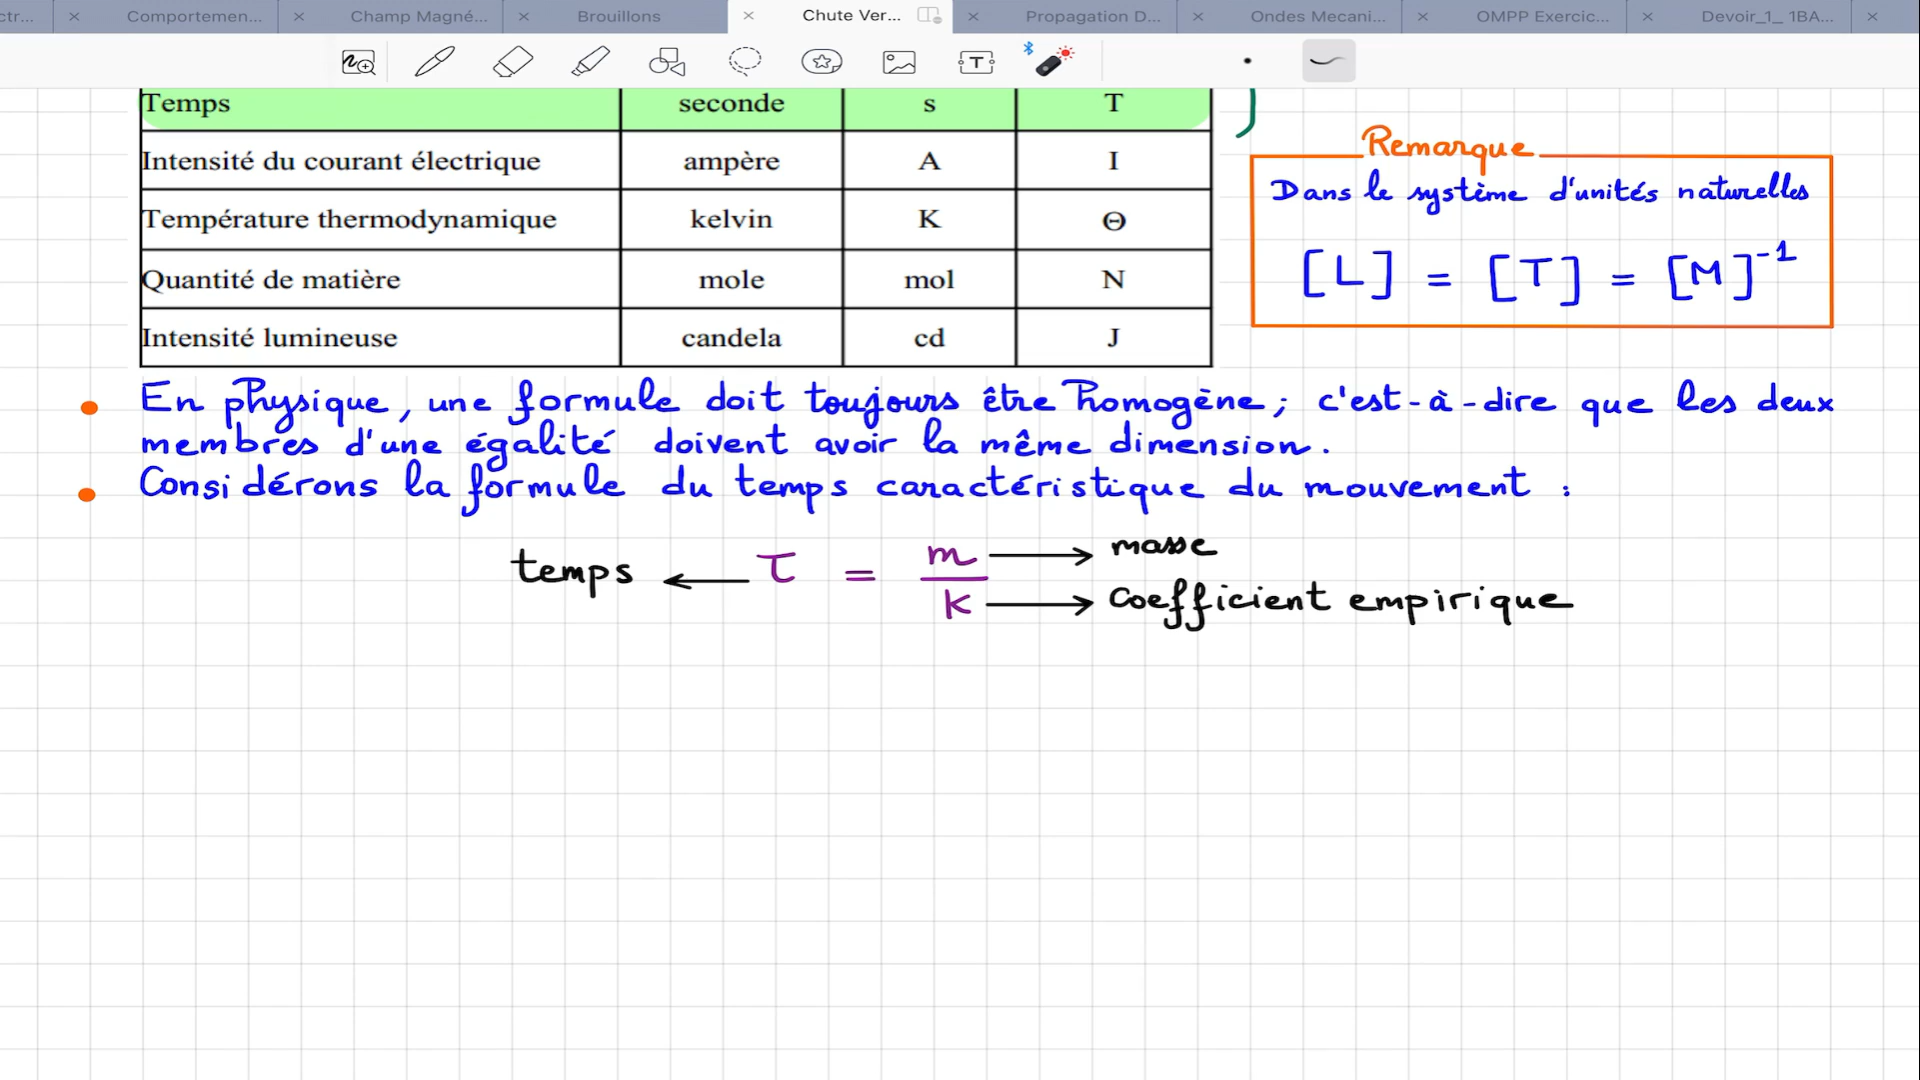 ctr...
Comportemen...
Champ Magné...
Brouillons
Chute Ver...
Propagation D...
Ondes Mecani...
OMPP Exercic...
Devoir_1_ 1BA...
Temps seconde s T
Intensité du courant électrique ampère A I
Température thermodynamique kelvin K Θ
Quantité de matière mole mol N
Intensité lumineuse candela cd J
Remarque
Dans le système d'unités naturelles
[L] = [T] = [M]⁻¹
• En physique, une formule doit toujours être homogène ; c'est-à-dire que les deux
membres d'une égalité doivent avoir la même dimension.
• Considérons la formule du temps caractéristique du mouvement :
temps ← τ = m/k
→ masse
→ Coefficient empirique